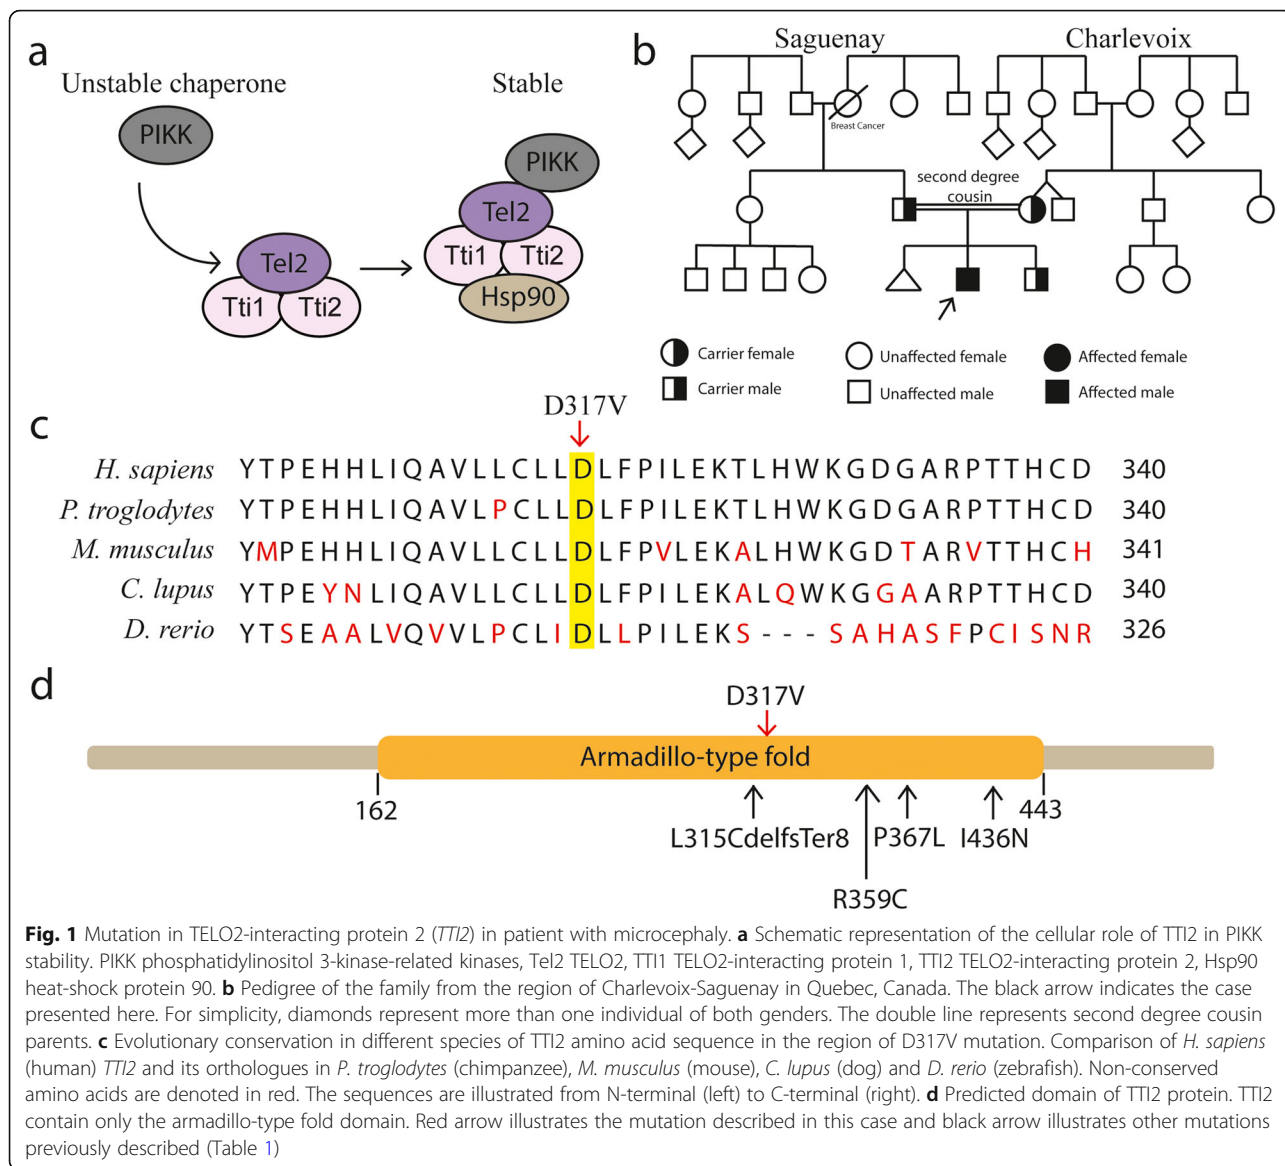 a
Unstable chaperone
Stable
PIKK
Tel2
Tti1
Tti2
PIKK
Tel2
Tti1
Tti2
Hsp90
b
Saguenay
Charlevoix
Breast Cancer
second degree
cousin
Carrier female
Unaffected female
Affected female
Carrier male
Unaffected male
Affected male
c
D317V
H. sapiens YTPEHHLIQAVLLCLLDLFPILEKTLHWKGDGARPTTHCD 340
P. troglodytes YTPEHHLIQAVLPCLLDLFPILEKTLHWKGDGARPTTHCD 340
M. musculus YMPEHHLIQAVLLCLLDLFPVLEKALHWKGDTARVTTHCH 341
C. lupus YTPEYNLIQAVLLCLLDLFPILEKALQWKGGAARPTTHCD 340
D. rerio YTSEAALVQVVLPCLIDLLPILEKS---SAHASFPCISNR 326
d
D317V
Armadillo-type fold
162
443
L315CdelfsTer8
P367L
I436N
R359C
Fig. 1 Mutation in TELO2-interacting protein 2 (TTI2) in patient with microcephaly. a Schematic representation of the cellular role of TTI2 in PIKK
stability. PIKK phosphatidylinositol 3-kinase-related kinases, Tel2 TELO2, TTI1 TELO2-interacting protein 1, TTI2 TELO2-interacting protein 2, Hsp90
heat-shock protein 90. b Pedigree of the family from the region of Charlevoix-Saguenay in Quebec, Canada. The black arrow indicates the case
presented here. For simplicity, diamonds represent more than one individual of both genders. The double line represents second degree cousin
parents. c Evolutionary conservation in different species of TTI2 amino acid sequence in the region of D317V mutation. Comparison of H. sapiens
(human) TTI2 and its orthologues in P. troglodytes (chimpanzee), M. musculus (mouse), C. lupus (dog) and D. rerio (zebrafish). Non-conserved
amino acids are denoted in red. The sequences are illustrated from N-terminal (left) to C-terminal (right). d Predicted domain of TTI2 protein. TTI2
contain only the armadillo-type fold domain. Red arrow illustrates the mutation described in this case and black arrow illustrates other mutations
previously described (Table 1)